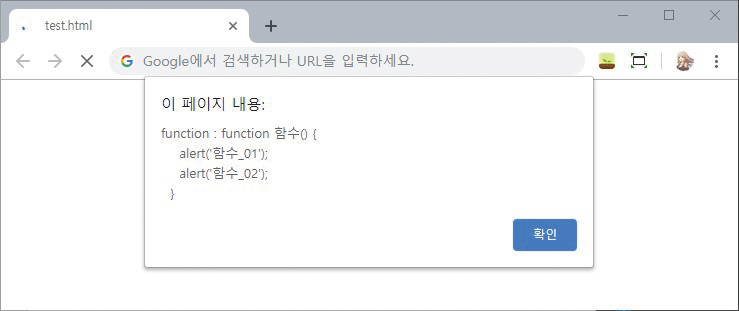 test.html
Google에서 검색하거나 URL을 입력하세요.
이 페이지 내용:
function : function 함수() {
alert('함수_01');
alert('함수_02');
}
확인